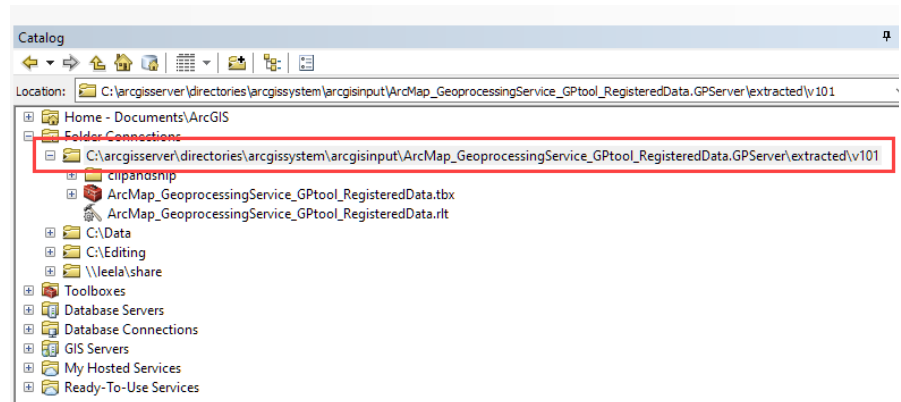 Catalog
Location: C:\arcgisserver\directories\arcgissystem\arcgisinput\ArcMap_GeoprocessingService_GPtool_RegisteredData.GPServer\extracted\v101
Home - Documents\ArcGIS
Folder Connections
C:\arcgisserver\directories\arcgissystem\arcgisinput\ArcMap_GeoprocessingService_GPtool_RegisteredData.GPServer\extracted\v101
clipandship
ArcMap_GeoprocessingService_GPtool_RegisteredData.tbx
ArcMap_GeoprocessingService_GPtool_RegisteredData.rlt
C:\Data
C:\Editing
\\leela\share
Toolboxes
Database Servers
Database Connections
GIS Servers
My Hosted Services
Ready-To-Use Services